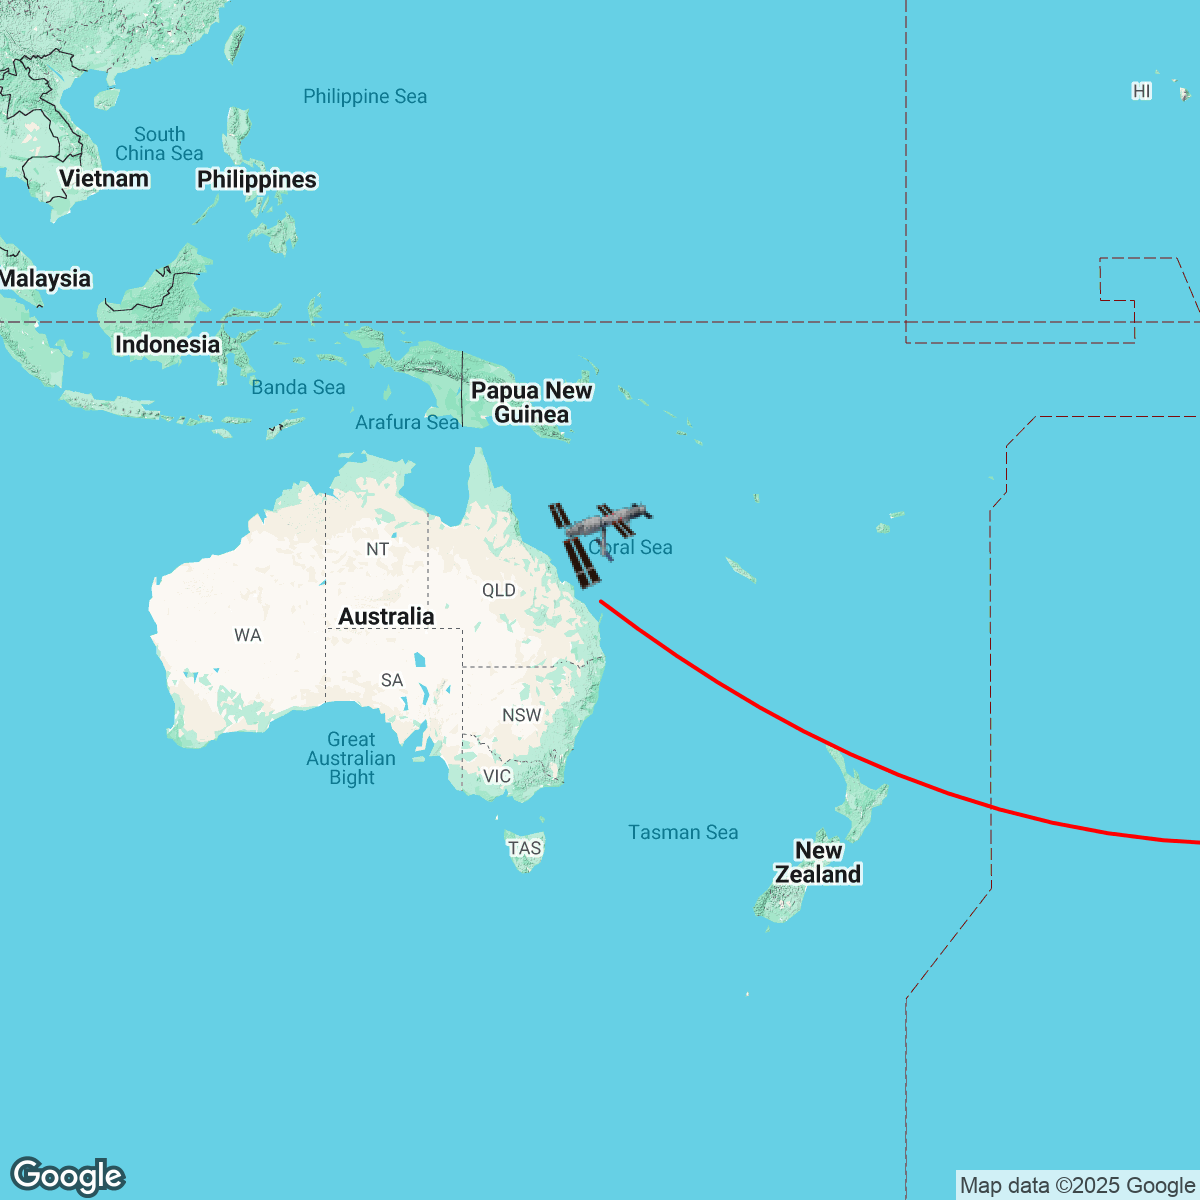 Philippine Sea
HI
South
China Sea
Vietnam
Philippines
Malaysia
Indonesia
Banda Sea
Papua New
Guinea
Arafura Sea
Coral Sea
NT
QLD
Australia
WA
SA
NSW
Great
Australian
Bight
VIC
Tasman Sea
TAS
New
Zealand
Google
Map data ©2025 Google